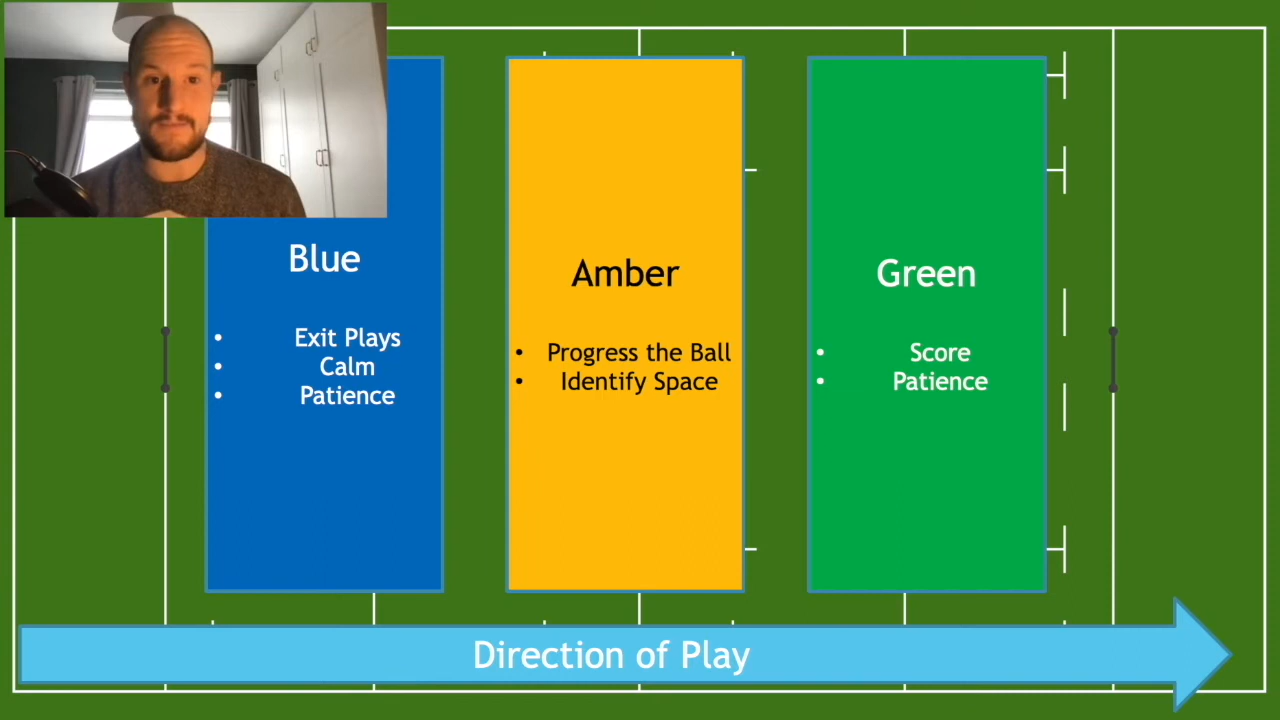 Blue
• Exit Plays
• Calm
• Patience
Amber
• Progress the Ball
• Identify Space
Green
• Score
• Patience
Direction of Play